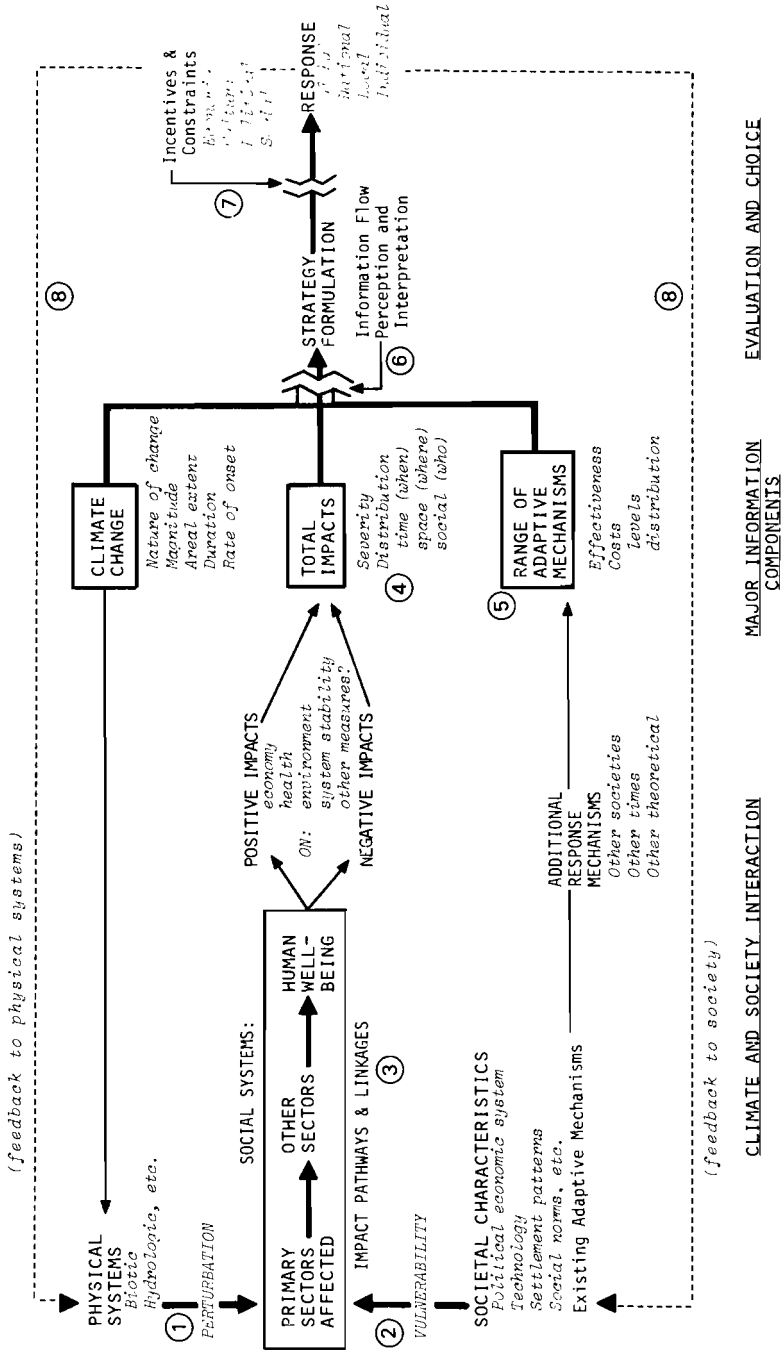 (feedback to physical systems)
8
PHYSICAL
SYSTEMS
Biotic
Hydrologic, etc.
1
PERTURBATION
CLIMATE
CHANGE
Nature of change
Magnitude
Areal extent
Duration
Rate of onset
SOCIAL SYSTEMS:
PRIMARY
SECTORS
AFFECTED
OTHER
SECTORS
HUMAN
WELL-
BEING
IMPACT PATHWAYS & LINKAGES
3
POSITIVE IMPACTS
economy
health
ON: environment
system stability
other measures?
NEGATIVE IMPACTS
TOTAL
IMPACTS
Severity
Distribution
time (when)
space (where)
social (who)
4
2
VULNERABILITY
SOCIETAL CHARACTERISTICS
Political economic system
Technology
Settlement patterns
Social norms, etc.
Existing Adaptive Mechanisms
ADDITIONAL
RESPONSE
MECHANISMS
Other societies
Other times
Other theoretical
5
RANGE OF
ADAPTIVE
MECHANISMS
Effectiveness
Costs
levels
distribution
STRATEGY
FORMULATION
Information Flow
Perception and
Interpretation
6
7
Incentives &
Constraints
RESPONSE
National
Local
Individual
8
(feedback to society)
CLIMATE AND SOCIETY INTERACTION
MAJOR INFORMATION
COMPONENTS
EVALUATION AND CHOICE